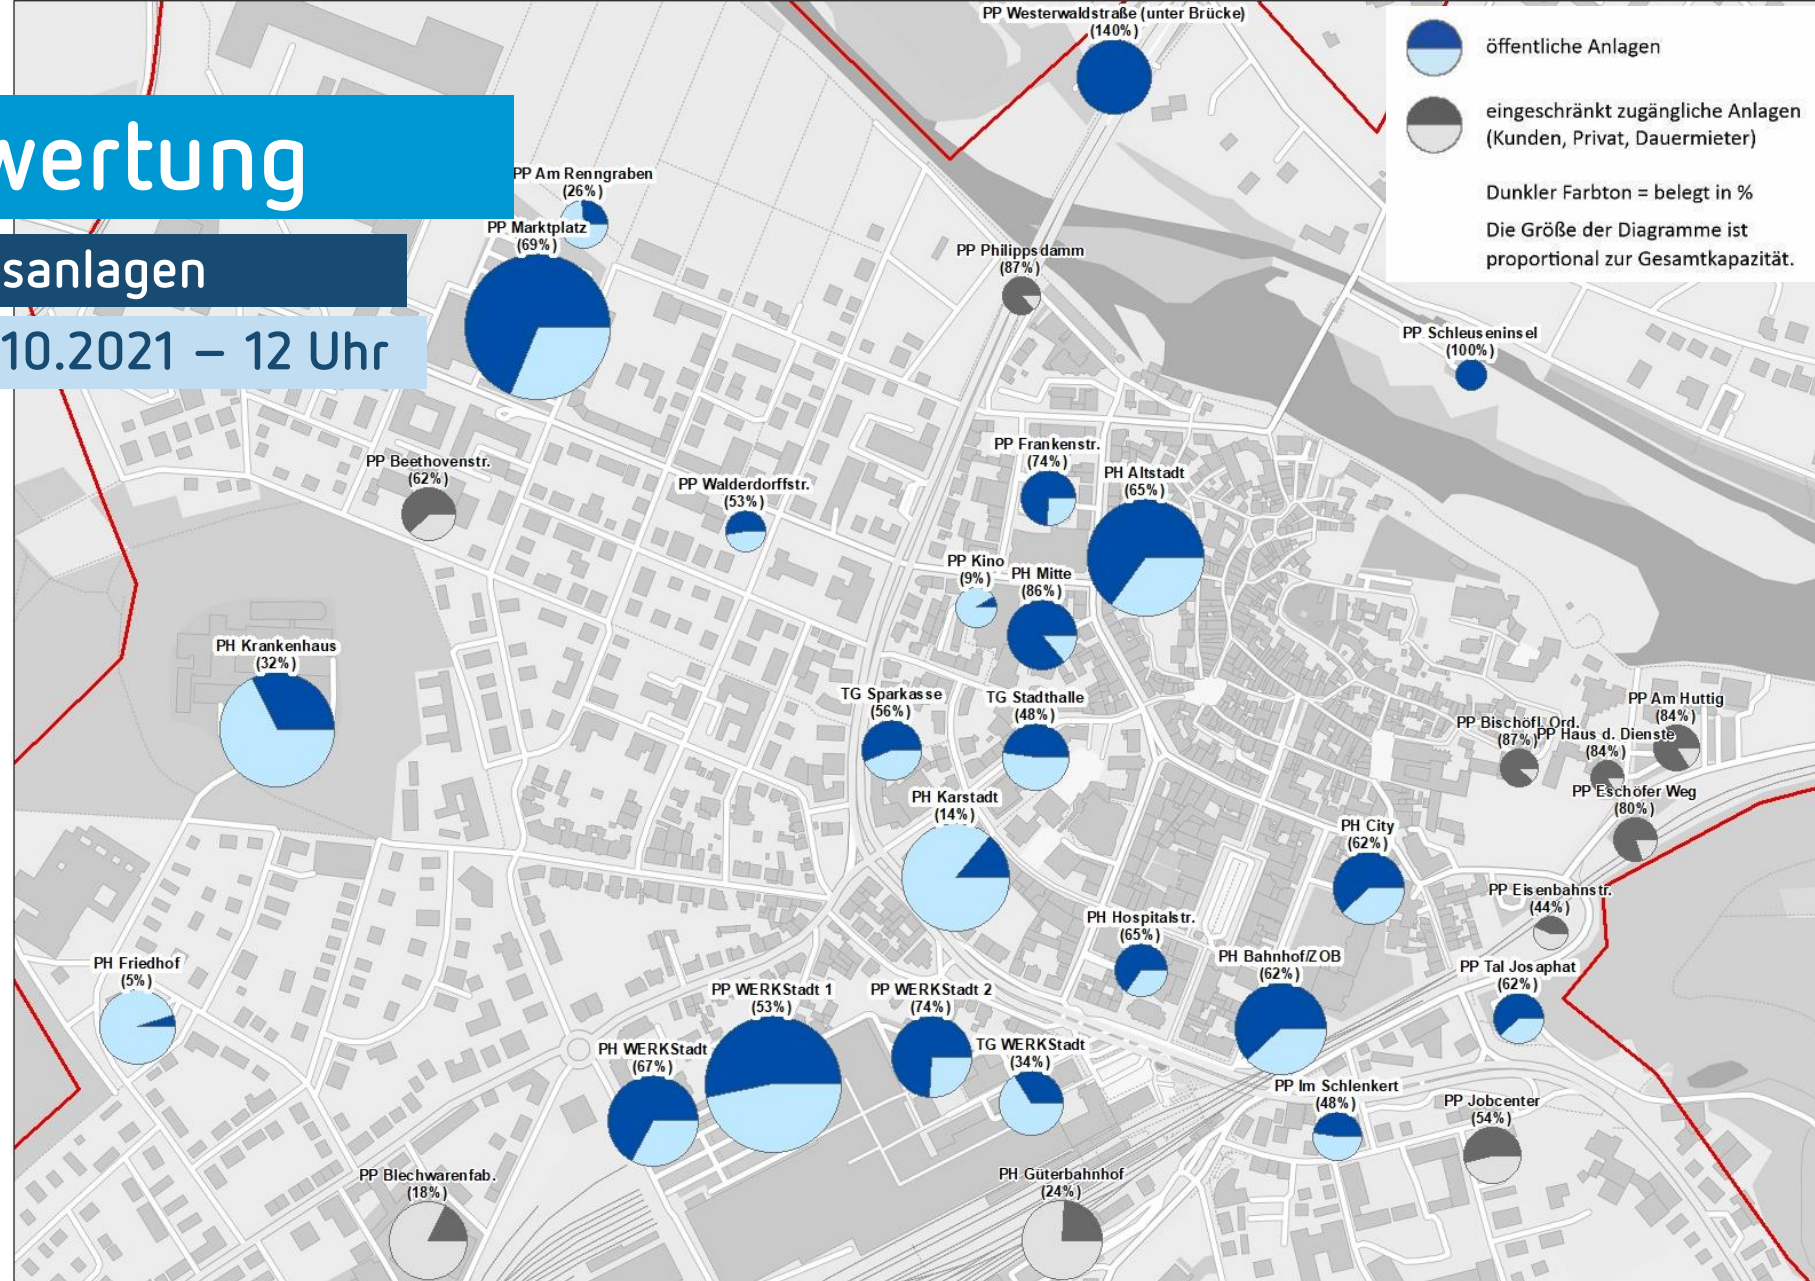 wertung
sanlagen
10.2021 – 12 Uhr
öffentliche Anlagen
eingeschränkt zugängliche Anlagen
(Kunden, Privat, Dauermieter)
Dunkler Farbton = belegt in %
Die Größe der Diagramme ist
proportional zur Gesamtkapazität.
PP Westerwaldstraße (unter Brücke)
(140%)
PP Am Renngraben
(26%)
PP Marktplatz
(69%)
PP Philippsdamm
(87%)
PP Schleuseninsel
(100%)
PP Beethovenstr.
(62%)
PP Walderdorffstr.
(53%)
PP Frankenstr.
(74%)
PH Altstadt
(65%)
PP Kino
(9%)
PH Mitte
(86%)
PH Krankenhaus
(32%)
TG Sparkasse
(56%)
TG Stadthalle
(48%)
PP Am Huttig
(84%)
PP Bischöfl. Ord.
(87%)
PP Haus d. Dienste
(84%)
PP Eschöfer Weg
(80%)
PH Karstadt
(14%)
PH City
(62%)
PP Eisenbahnstr.
(44%)
PH Hospitalstr.
(65%)
PH Bahnhof/ZOB
(62%)
PP Tal Josaphat
(62%)
PH Friedhof
(5%)
PP WERKStadt 1
(53%)
PP WERKStadt 2
(74%)
PH WERKStadt
(67%)
TG WERKStadt
(34%)
PP Im Schlenkert
(48%)
PP Jobcenter
(54%)
PP Blechwarenfab.
(18%)
PH Güterbahnhof
(24%)